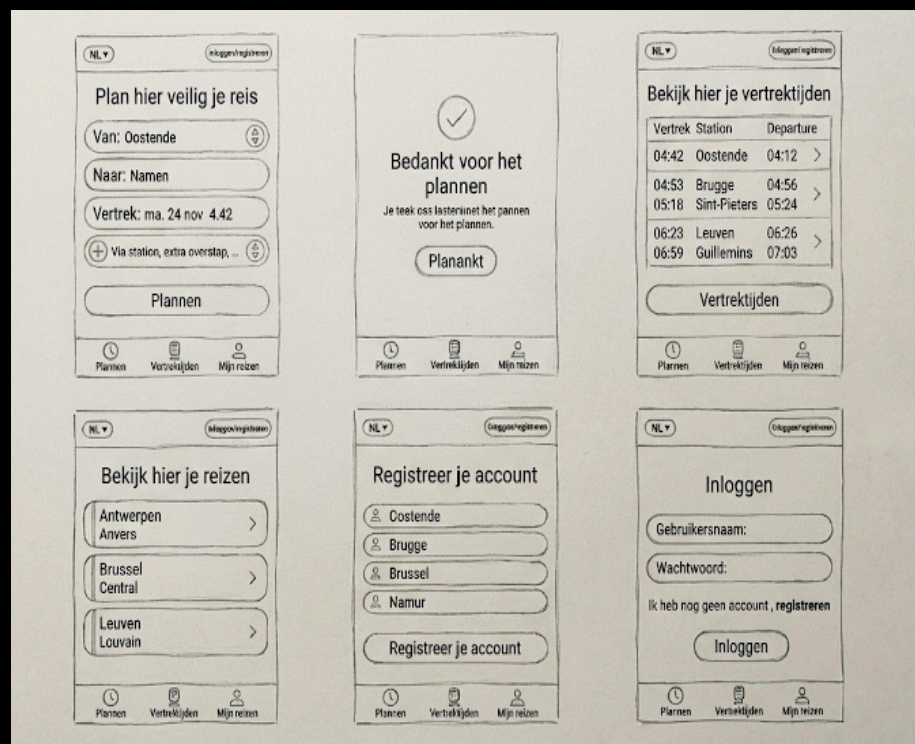 NL
Inloggen/registreren
Plan hier veilig je reis
Van: Oostende
Naar: Namen
Vertrek: ma. 24 nov 4.42
Via station, extra overstap, ...
Plannen
Plannen
Vertrektijden
Mijn reizen
Bedankt voor het
plannen
Je teek oss lasteniinet het pannen
voor het plannen.
Planankt
Plannen
Vertrektijden
Mijn reizen
NL
Bekijk hier je vertrektijden
Vertrek Station Departure
04:42 Oostende 04:12
04:53 Brugge 04:56
05:18 Sint-Pieters 05:24
06:23 Leuven 06:26
06:59 Guillemins 07:03
Vertrektijden
Plannen
Vertrektijden
Mijn reizen
NL
Bekijk hier je reizen
Antwerpen
Anvers
Brussel
Central
Leuven
Louvain
Plannen
Vertrektijden
Mijn reizen
NL
Registreer je account
Oostende
Brugge
Brussel
Namur
Registreer je account
Plannen
Vertrektijden
Mijn reizen
NL
Inloggen
Gebruikersnaam:
Wachtwoord:
Ik heb nog geen account , registreren
Inloggen
Plannen
Vertrektijden
Mijn reizen